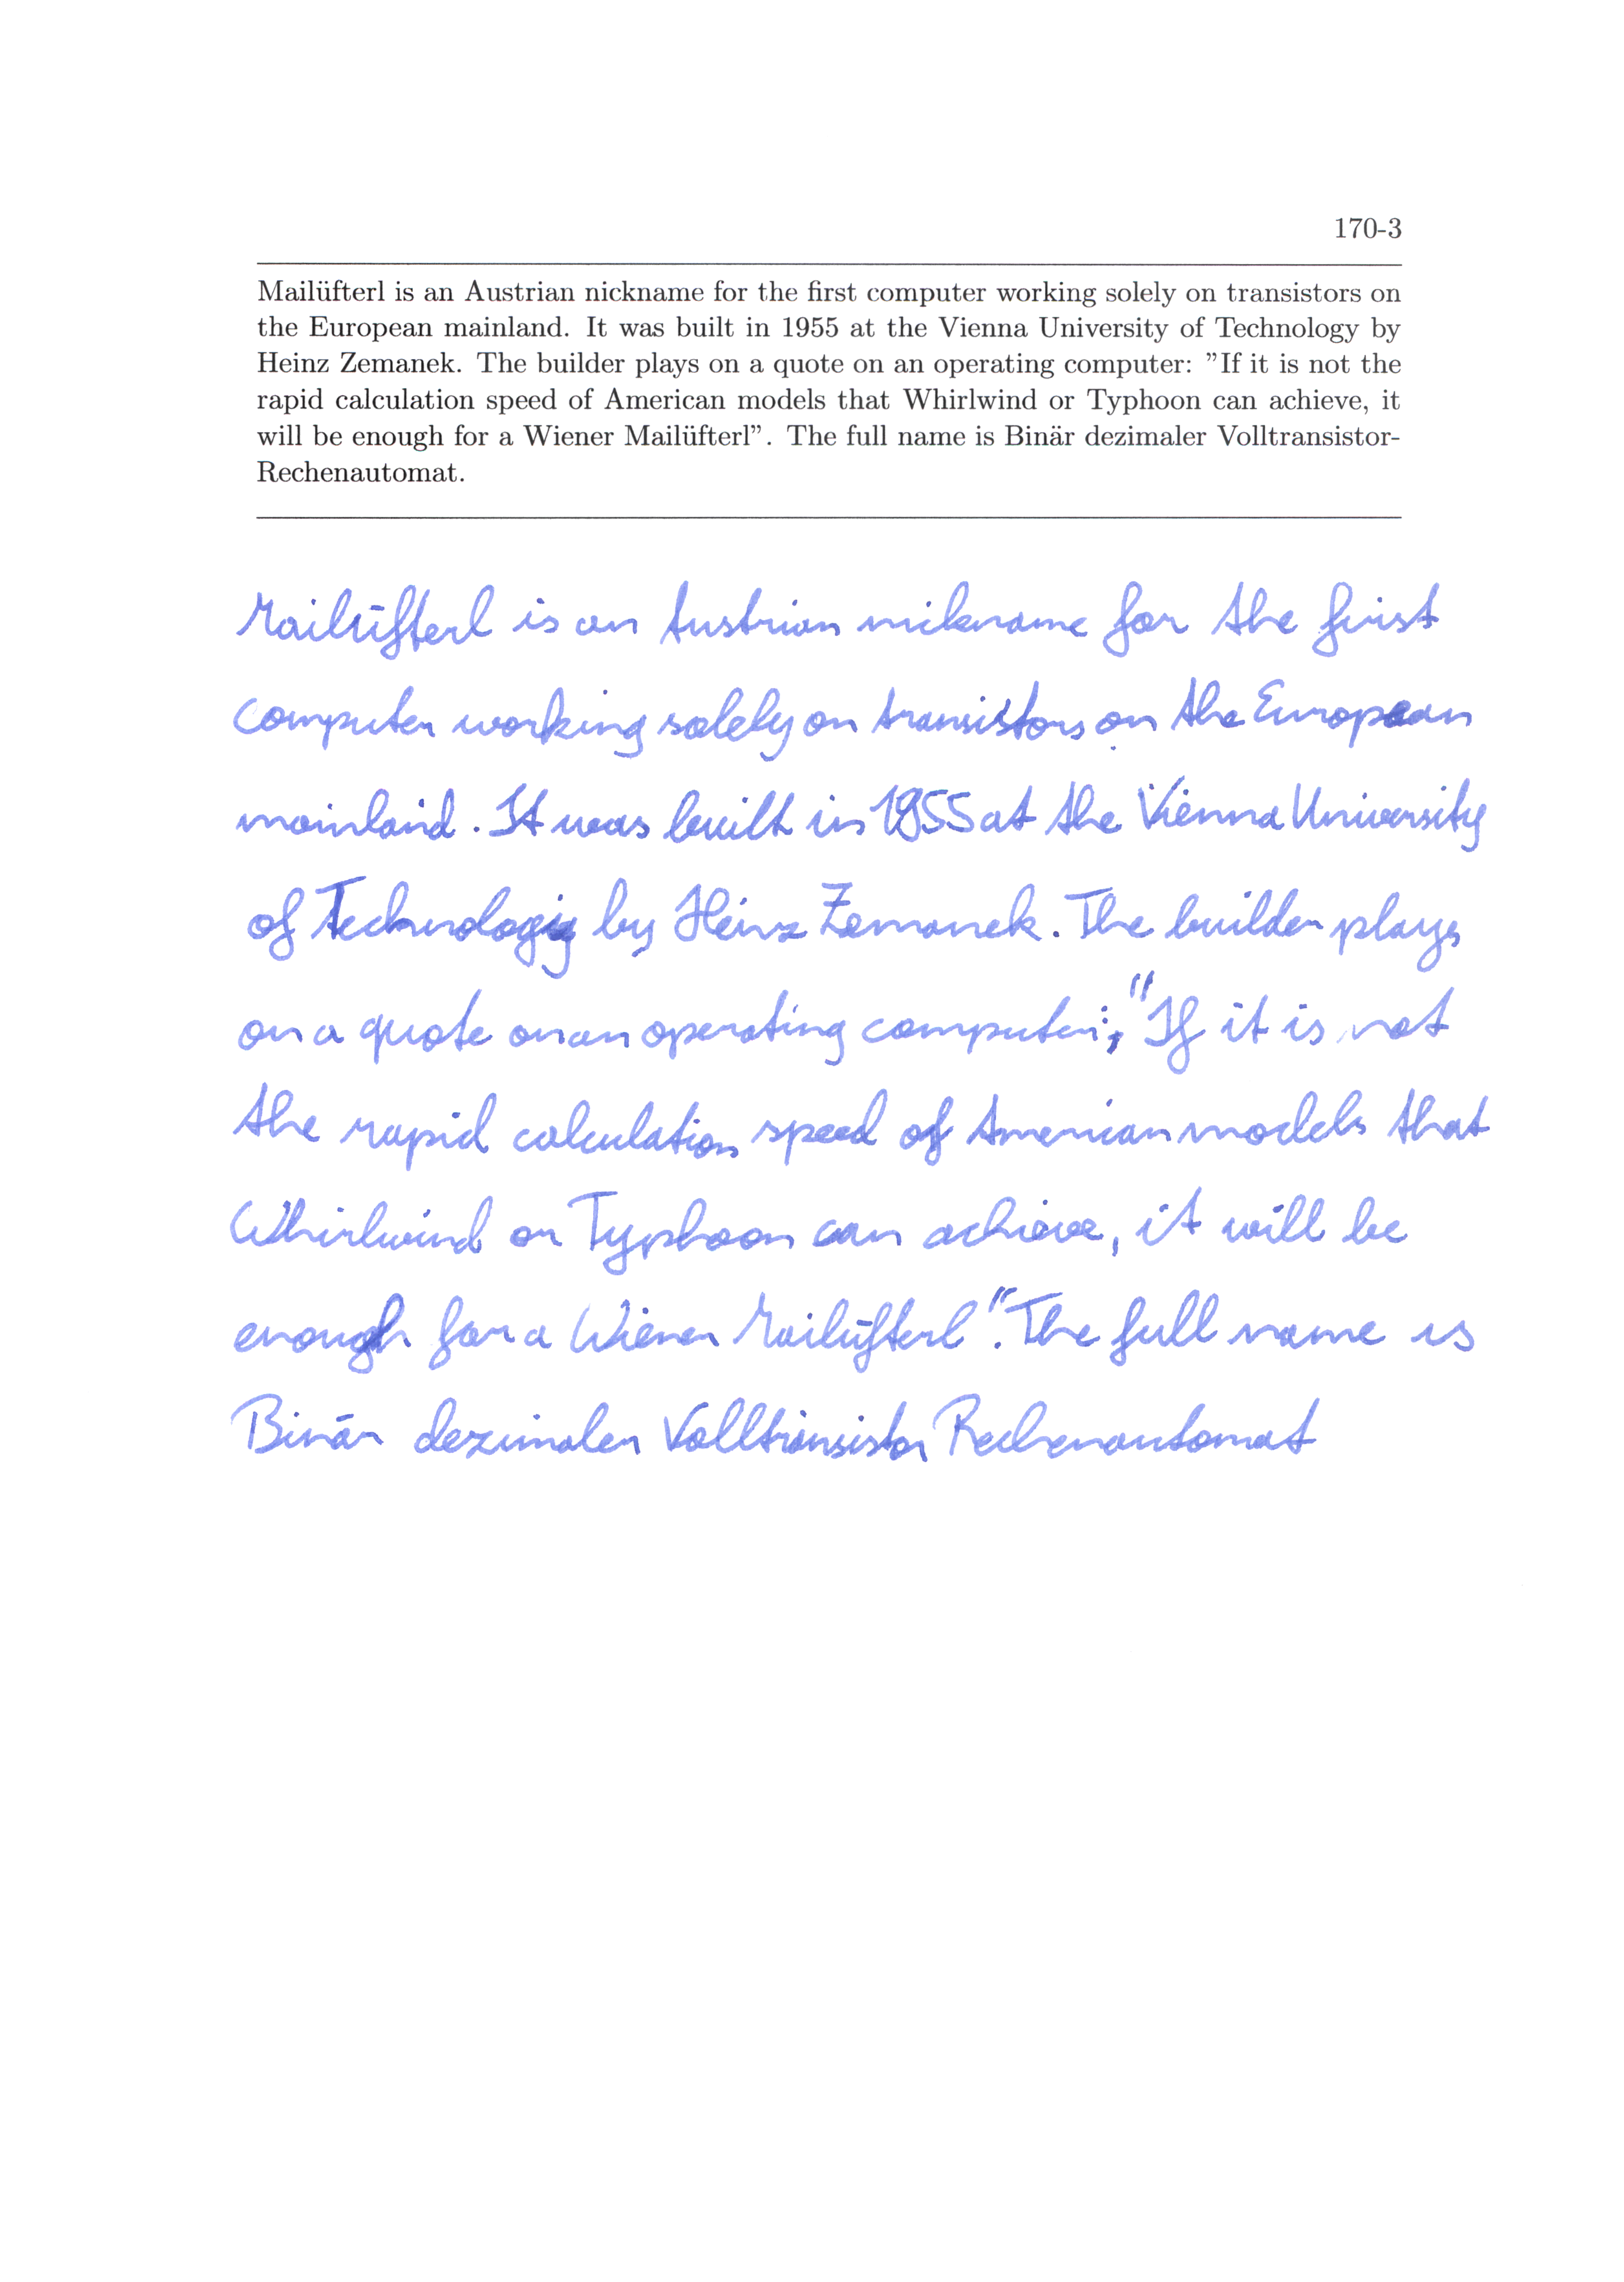 170-3
Mailüfterl is an Austrian nickname for the first computer working solely on transistors on
the European mainland. It was built in 1955 at the Vienna University of Technology by
Heinz Zemanek. The builder plays on a quote on an operating computer: "If it is not the
rapid calculation speed of American models that Whirlwind or Typhoon can achieve, it
will be enough for a Wiener Mailüfterl". The full name is Binär dezimaler Volltransistor-
Rechenautomat.
Mailüfterl is an Austrian nickname for the first
computer working solely on transistors on the European
mainland. It was built in 1955 at the Vienna University
of Technology by Heinz Zemanek. The builder plays
on a quote on an operating computer; "If it is not
the rapid calculation speed of American models that
Whirlwind or Typhoon can achieve, it will be
enough for a Wiener Mailüfterl". The full name is
Binär dezimaler Volltransistor Rechenautomat